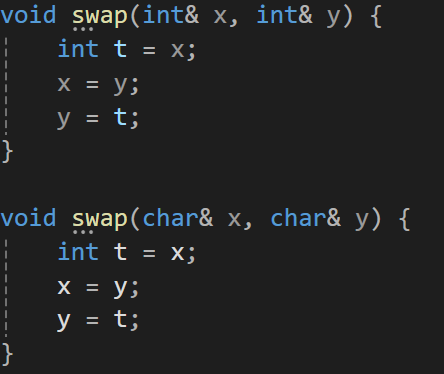 void swap(int& x, int& y) {
    int t = x;
    x = y;
    y = t;
}

void swap(char& x, char& y) {
    int t = x;
    x = y;
    y = t;
}